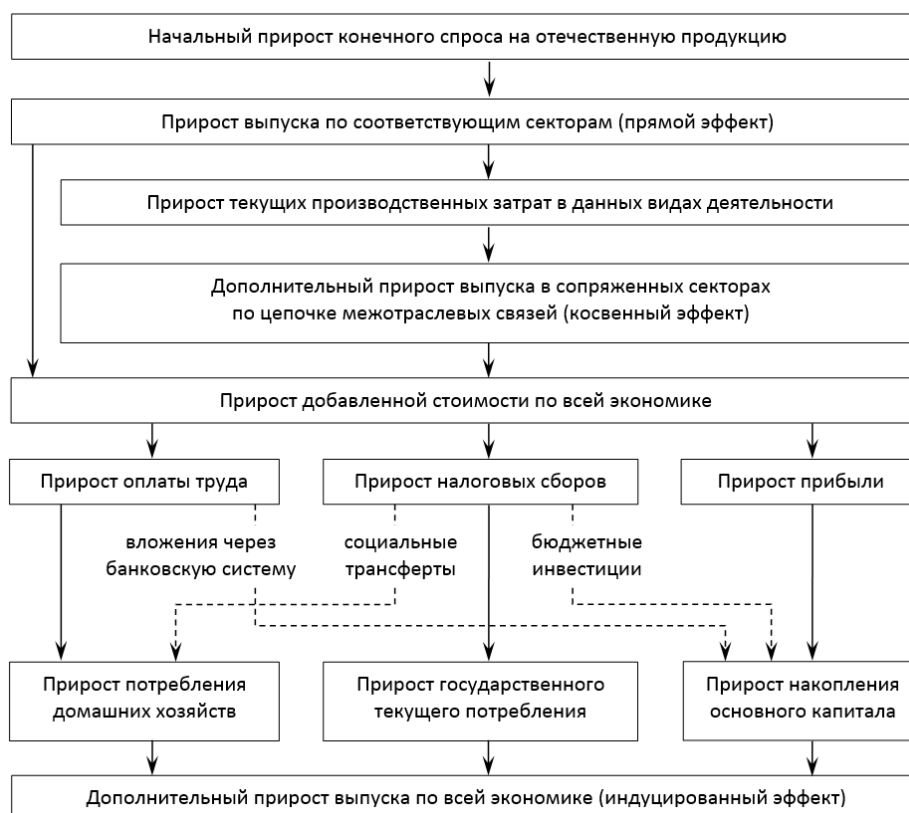 Начальный прирост конечного спроса на отечественную продукцию
Прирост выпуска по соответствующим секторам (прямой эффект)
Прирост текущих производственных затрат в данных видах деятельности
Дополнительный прирост выпуска в сопряженных секторах
по цепочке межотраслевых связей (косвенный эффект)
Прирост добавленной стоимости по всей экономике
Прирост оплаты труда
Прирост налоговых сборов
Прирост прибыли
вложения через
банковскую систему
социальные
трансферты
бюджетные
инвестиции
Прирост потребления
домашних хозяйств
Прирост государственного
текущего потребления
Прирост накопления
основного капитала
Дополнительный прирост выпуска по всей экономике (индуцированный эффект)